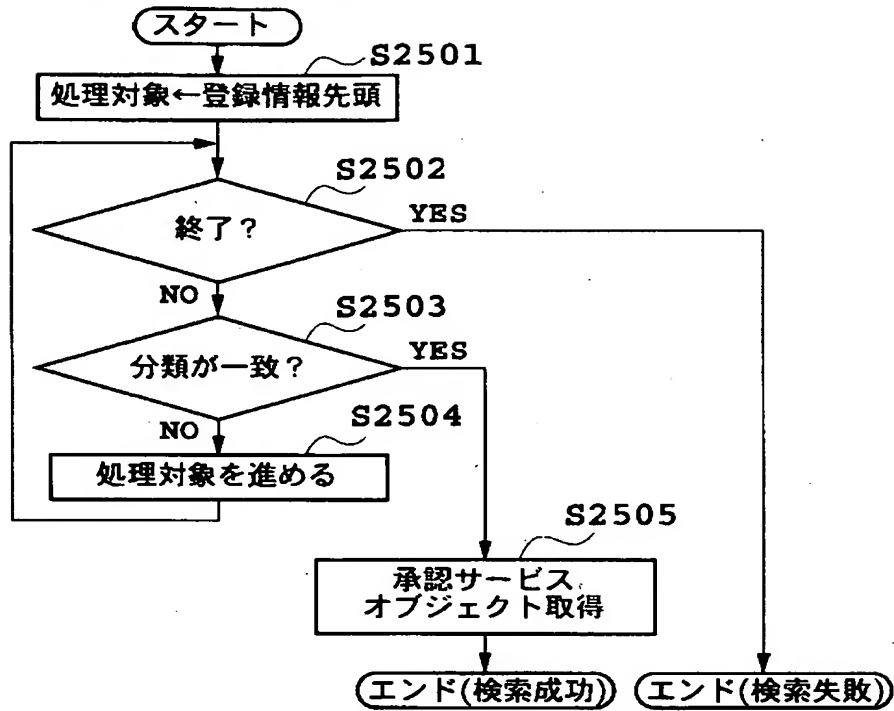 スタート
S2501
処理対象←登録情報先頭
S2502
終了?
YES
NO
S2503
分類が一致?
YES
NO
S2504
処理対象を進める
S2505
承認サービス
オブジェクト取得
エンド(検索成功)
エンド(検索失敗)